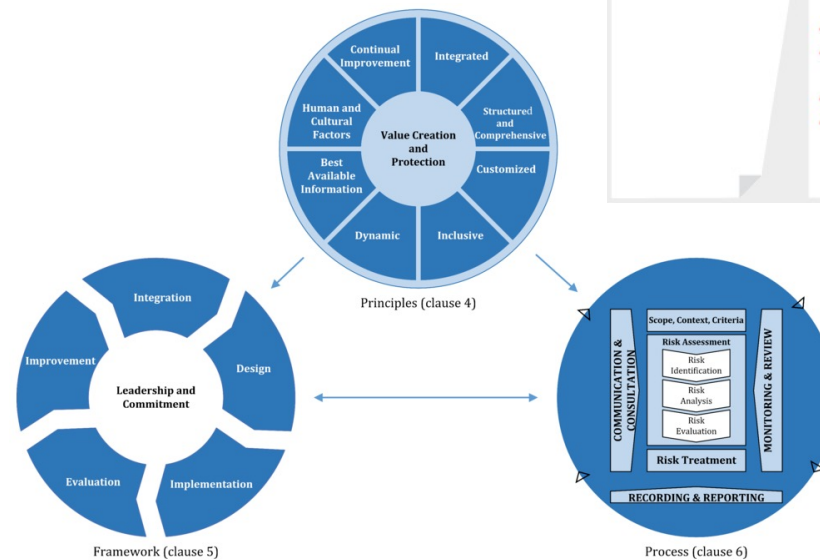 Continual
Improvement
Integrated
Human and
Cultural
Factors
Structured
and
Comprehensive
Value Creation
and
Protection
Best
Available
Information
Customized
Dynamic
Inclusive
Principles (clause 4)
Integration
Improvement
Design
Leadership and
Commitment
Evaluation
Implementation
Framework (clause 5)
Scope, Context, Criteria
Risk Assessment
Risk
Identification
Risk
Analysis
Risk
Evaluation
Risk Treatment
COMMUNICATION &
CONSULTATION
MONITORING & REVIEW
RECORDING & REPORTING
Process (clause 6)